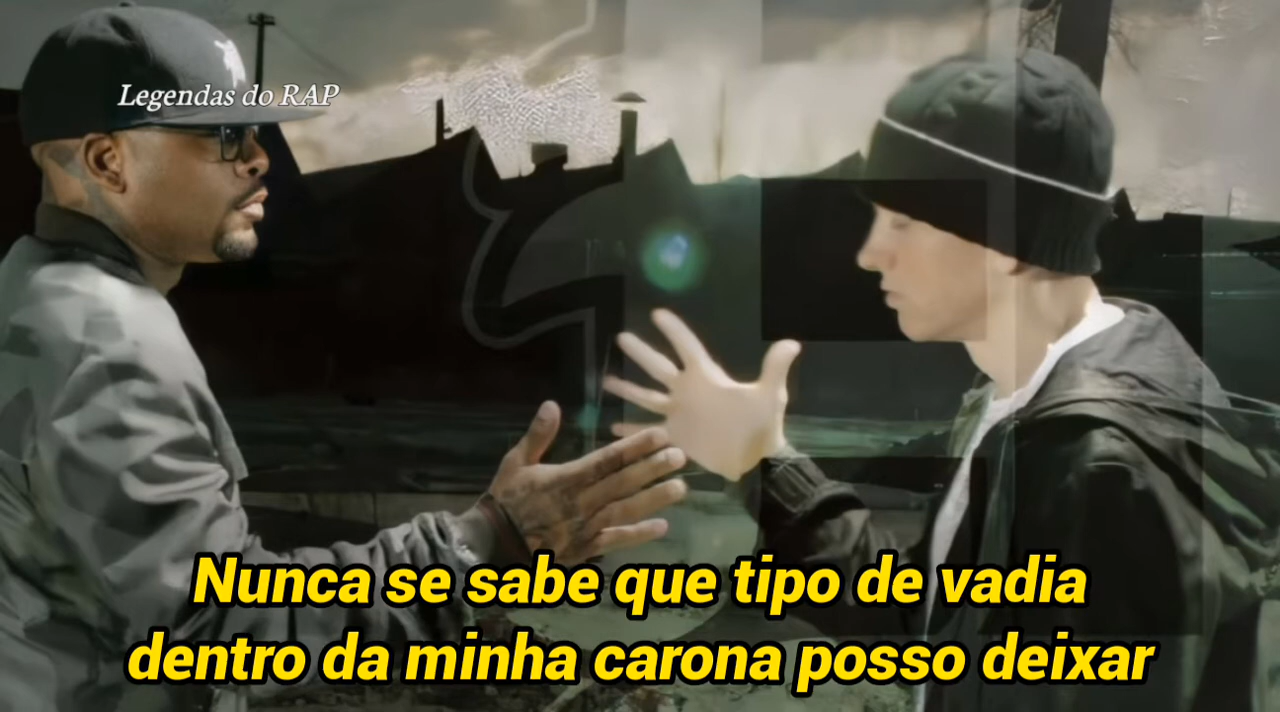 Legendas do RAP
Nunca se sabe que tipo de vadia
dentro da minha carona posso deixar